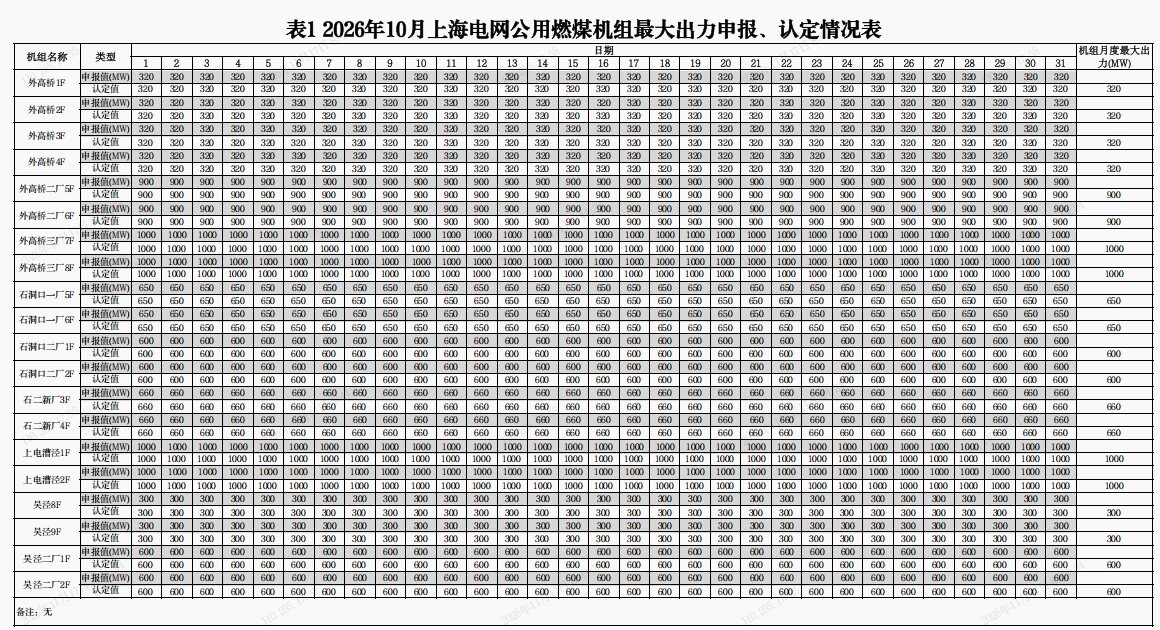 表1 2026年10月上海电网公用燃煤机组最大出力申报、认定情况表
机组名称 类型 日期 机组月度最大出力(MW)
1 2 3 4 5 6 7 8 9 10 11 12 13 14 15 16 17 18 19 20 21 22 23 24 25 26 27 28 29 30 31
外高桥1F 申报值(MW) 320 320 320 320 320 320 320 320 320 320 320 320 320 320 320 320 320 320 320 320 320 320 320 320 320 320 320 320 320 320 320
认定值 320 320 320 320 320 320 320 320 320 320 320 320 320 320 320 320 320 320 320 320 320 320 320 320 320 320 320 320 320 320 320 320
外高桥2F 申报值(MW) 320 320 320 320 320 320 320 320 320 320 320 320 320 320 320 320 320 320 320 320 320 320 320 320 320 320 320 320 320 320 320
认定值 320 320 320 320 320 320 320 320 320 320 320 320 320 320 320 320 320 320 320 320 320 320 320 320 320 320 320 320 320 320 320 320
外高桥3F 申报值(MW) 320 320 320 320 320 320 320 320 320 320 320 320 320 320 320 320 320 320 320 320 320 320 320 320 320 320 320 320 320 320 320
认定值 320 320 320 320 320 320 320 320 320 320 320 320 320 320 320 320 320 320 320 320 320 320 320 320 320 320 320 320 320 320 320 320
外高桥4F 申报值(MW) 320 320 320 320 320 320 320 320 320 320 320 320 320 320 320 320 320 320 320 320 320 320 320 320 320 320 320 320 320 320 320
认定值 320 320 320 320 320 320 320 320 320 320 320 320 320 320 320 320 320 320 320 320 320 320 320 320 320 320 320 320 320 320 320 320
外高桥二厂5F 申报值(MW) 900 900 900 900 900 900 900 900 900 900 900 900 900 900 900 900 900 900 900 900 900 900 900 900 900 900 900 900 900 900 900
认定值 900 900 900 900 900 900 900 900 900 900 900 900 900 900 900 900 900 900 900 900 900 900 900 900 900 900 900 900 900 900 900 900
外高桥二厂6F 申报值(MW) 900 900 900 900 900 900 900 900 900 900 900 900 900 900 900 900 900 900 900 900 900 900 900 900 900 900 900 900 900 900 900
认定值 900 900 900 900 900 900 900 900 900 900 900 900 900 900 900 900 900 900 900 900 900 900 900 900 900 900 900 900 900 900 900 900
外高桥三厂7F 申报值(MW) 1000 1000 1000 1000 1000 1000 1000 1000 1000 1000 1000 1000 1000 1000 1000 1000 1000 1000 1000 1000 1000 1000 1000 1000 1000 1000 1000 1000 1000 1000 1000
认定值 1000 1000 1000 1000 1000 1000 1000 1000 1000 1000 1000 1000 1000 1000 1000 1000 1000 1000 1000 1000 1000 1000 1000 1000 1000 1000 1000 1000 1000 1000 1000 1000
外高桥三厂8F 申报值(MW) 1000 1000 1000 1000 1000 1000 1000 1000 1000 1000 1000 1000 1000 1000 1000 1000 1000 1000 1000 1000 1000 1000 1000 1000 1000 1000 1000 1000 1000 1000 1000
认定值 1000 1000 1000 1000 1000 1000 1000 1000 1000 1000 1000 1000 1000 1000 1000 1000 1000 1000 1000 1000 1000 1000 1000 1000 1000 1000 1000 1000 1000 1000 1000 1000
石洞口一厂5F 申报值(MW) 650 650 650 650 650 650 650 650 650 650 650 650 650 650 650 650 650 650 650 650 650 650 650 650 650 650 650 650 650 650 650
认定值 650 650 650 650 650 650 650 650 650 650 650 650 650 650 650 650 650 650 650 650 650 650 650 650 650 650 650 650 650 650 650 650
石洞口一厂6F 申报值(MW) 650 650 650 650 650 650 650 650 650 650 650 650 650 650 650 650 650 650 650 650 650 650 650 650 650 650 650 650 650 650 650
认定值 650 650 650 650 650 650 650 650 650 650 650 650 650 650 650 650 650 650 650 650 650 650 650 650 650 650 650 650 650 650 650 650
石洞口二厂1F 申报值(MW) 600 600 600 600 600 600 600 600 600 600 600 600 600 600 600 600 600 600 600 600 600 600 600 600 600 600 600 600 600 600 600
认定值 600 600 600 600 600 600 600 600 600 600 600 600 600 600 600 600 600 600 600 600 600 600 600 600 600 600 600 600 600 600 600 600
石洞口二厂2F 申报值(MW) 600 600 600 600 600 600 600 600 600 600 600 600 600 600 600 600 600 600 600 600 600 600 600 600 600 600 600 600 600 600 600
认定值 600 600 600 600 600 600 600 600 600 600 600 600 600 600 600 600 600 600 600 600 600 600 600 600 600 600 600 600 600 600 600 600
石二新厂3F 申报值(MW) 660 660 660 660 660 660 660 660 660 660 660 660 660 660 660 660 660 660 660 660 660 660 660 660 660 660 660 660 660 660 660
认定值 660 660 660 660 660 660 660 660 660 660 660 660 660 660 660 660 660 660 660 660 660 660 660 660 660 660 660 660 660 660 660 660
石二新厂4F 申报值(MW) 660 660 660 660 660 660 660 660 660 660 660 660 660 660 660 660 660 660 660 660 660 660 660 660 660 660 660 660 660 660 660
认定值 660 660 660 660 660 660 660 660 660 660 660 660 660 660 660 660 660 660 660 660 660 660 660 660 660 660 660 660 660 660 660 660
上电漕泾1F 申报值(MW) 1000 1000 1000 1000 1000 1000 1000 1000 1000 1000 1000 1000 1000 1000 1000 1000 1000 1000 1000 1000 1000 1000 1000 1000 1000 1000 1000 1000 1000 1000 1000
认定值 1000 1000 1000 1000 1000 1000 1000 1000 1000 1000 1000 1000 1000 1000 1000 1000 1000 1000 1000 1000 1000 1000 1000 1000 1000 1000 1000 1000 1000 1000 1000 1000
上电漕泾2F 申报值(MW) 1000 1000 1000 1000 1000 1000 1000 1000 1000 1000 1000 1000 1000 1000 1000 1000 1000 1000 1000 1000 1000 1000 1000 1000 1000 1000 1000 1000 1000 1000 1000
认定值 1000 1000 1000 1000 1000 1000 1000 1000 1000 1000 1000 1000 1000 1000 1000 1000 1000 1000 1000 1000 1000 1000 1000 1000 1000 1000 1000 1000 1000 1000 1000 1000
吴泾8F 申报值(MW) 300 300 300 300 300 300 300 300 300 300 300 300 300 300 300 300 300 300 300 300 300 300 300 300 300 300 300 300 300 300 300
认定值 300 300 300 300 300 300 300 300 300 300 300 300 300 300 300 300 300 300 300 300 300 300 300 300 300 300 300 300 300 300 300 300
吴泾9F 申报值(MW) 300 300 300 300 300 300 300 300 300 300 300 300 300 300 300 300 300 300 300 300 300 300 300 300 300 300 300 300 300 300 300
认定值 300 300 300 300 300 300 300 300 300 300 300 300 300 300 300 300 300 300 300 300 300 300 300 300 300 300 300 300 300 300 300 300
吴泾二厂1F 申报值(MW) 600 600 600 600 600 600 600 600 600 600 600 600 600 600 600 600 600 600 600 600 600 600 600 600 600 600 600 600 600 600 600
认定值 600 600 600 600 600 600 600 600 600 600 600 600 600 600 600 600 600 600 600 600 600 600 600 600 600 600 600 600 600 600 600 600
吴泾二厂2F 申报值(MW) 600 600 600 600 600 600 600 600 600 600 600 600 600 600 600 600 600 600 600 600 600 600 600 600 600 600 600 600 600 600 600
认定值 600 600 600 600 600 600 600 600 600 600 600 600 600 600 600 600 600 600 600 600 600 600 600 600 600 600 600 600 600 600 600 600
备注：无